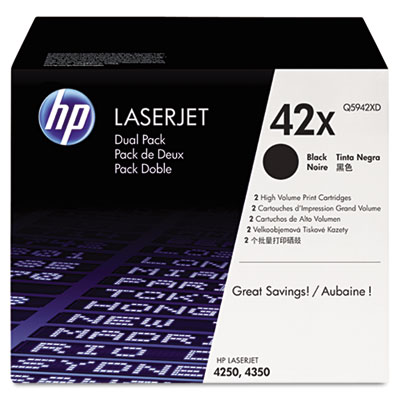 hp
LASERJET
Dual Pack
Pack de Deux
Pack Doble
42x
Q5942XD
Black Tinta Negra
Noire 黑色
2 High Volume Print Cartridges
2 Cartouches d'Impression Grand Volume
2 Cartuchos de Alto Volumen
2 Velkoobjemová Tiskové Kazety
2 个批量打印硒鼓
Great Savings! / Aubaine !
HP LASERJET
4250, 4350